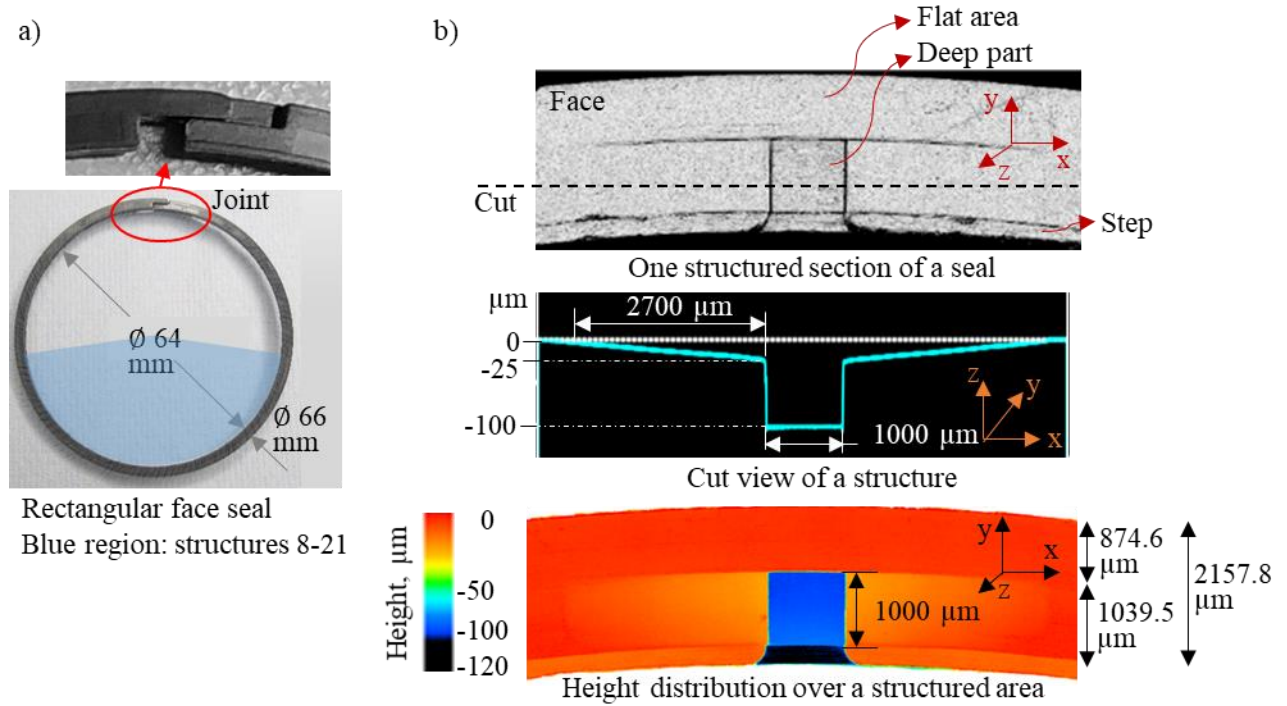 a)
Joint
Ø 64
mm
Ø 66
mm
Rectangular face seal
Blue region: structures 8-21
b)
Flat area
Deep part
Face
y
x
z
Cut
Step
One structured section of a seal
µm
2700 µm
0
-25
-100
1000 µm
z
y
x
Cut view of a structure
Height, µm
0
-50
-100
-120
1000 µm
y
x
z
874.6
µm
1039.5
µm
2157.8
µm
Height distribution over a structured area